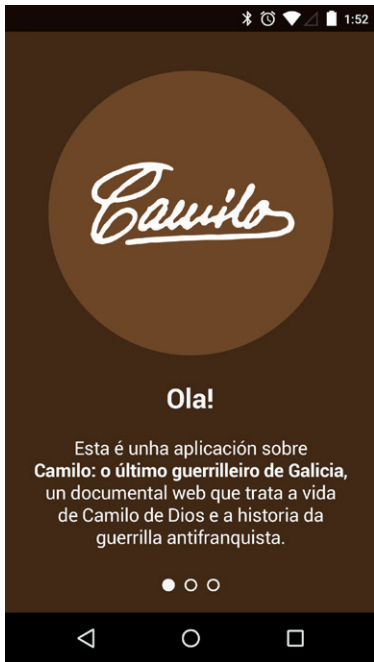 1:52
Camilo
Ola!
Esta é unha aplicación sobre
Camilo: o último guerrilleiro de Galicia,
un documental web que trata a vida
de Camilo de Dios e a historia da
guerrilla antifranquista.